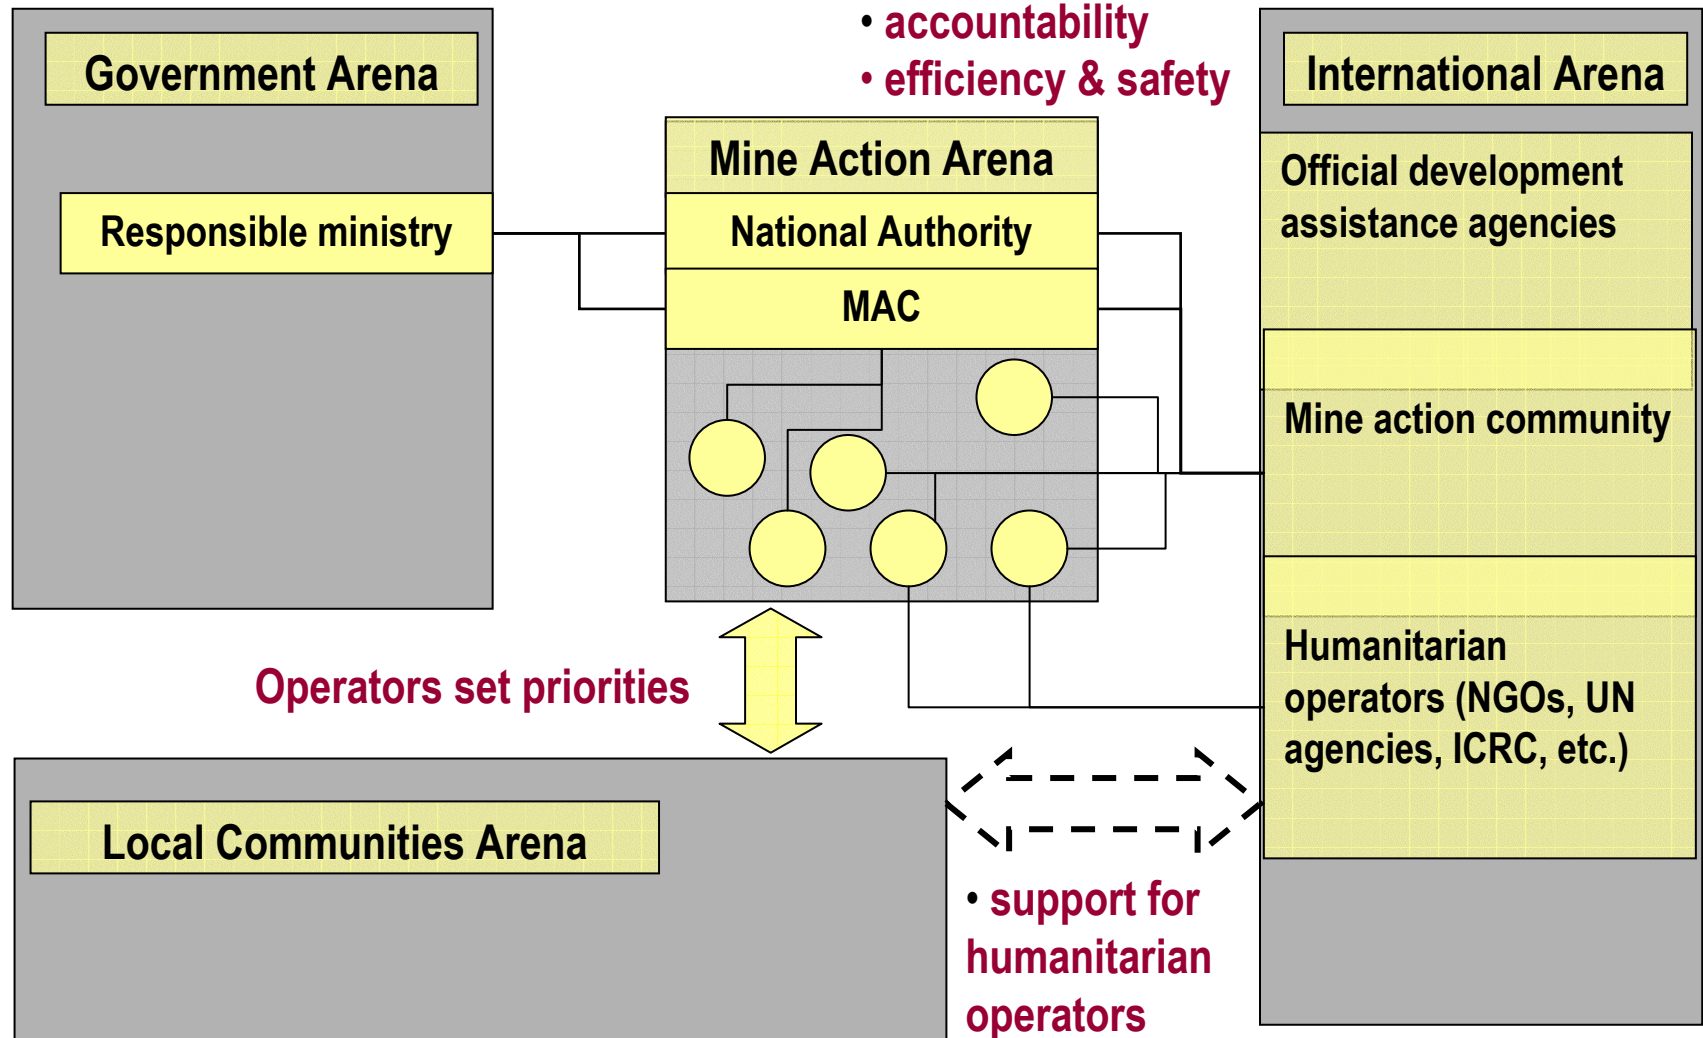 • accountability
• efficiency & safety
Government Arena
International Arena
Mine Action Arena
Official development
assistance agencies
Responsible ministry
National Authority
MAC
Mine action community
Operators set priorities
Humanitarian
operators (NGOs, UN
agencies, ICRC, etc.)
Local Communities Arena
• support for
humanitarian
operators